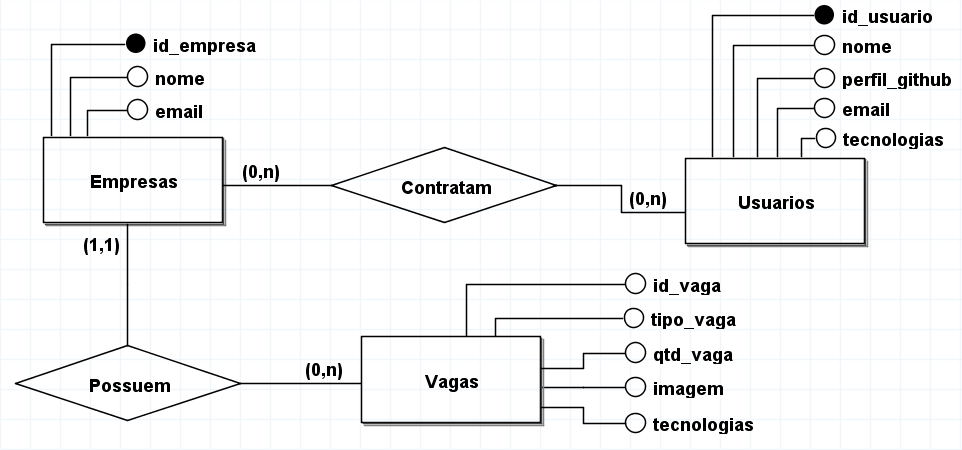 id_empresa
nome
email
Empresas
(0,n)
Contratam
(0,n)
id_usuario
nome
perfil_github
email
tecnologias
Usuarios
(1,1)
Possuem
(0,n)
Vagas
id_vaga
tipo_vaga
qtd_vaga
imagem
tecnologias